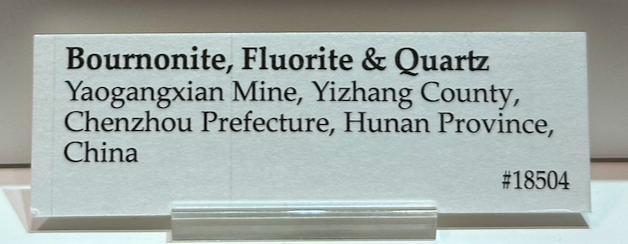 Bournonite, Fluorite & Quartz
Yaogangxian Mine, Yizhang County,
Chenzhou Prefecture, Hunan Province,
China
#18504